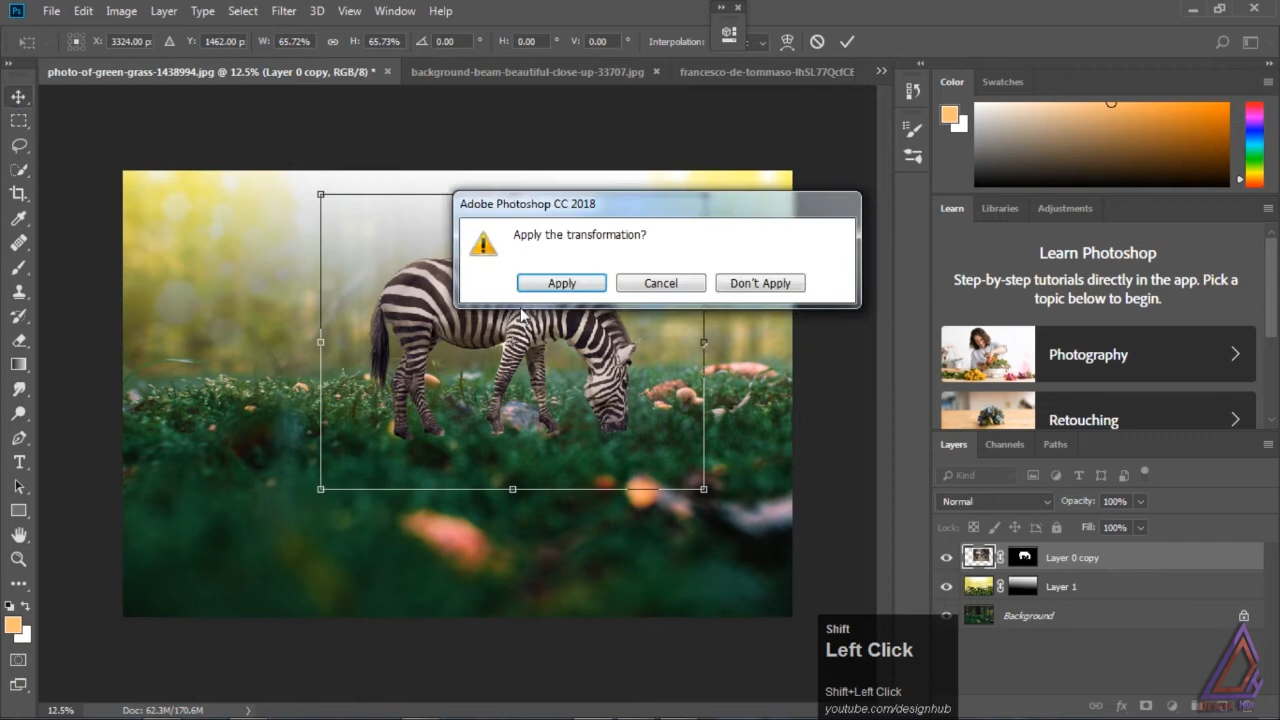 Ps File Edit Image Layer Type Select Filter 3D View Window Help
X: 3324.00 p: Y: 1462.00 p: W: 65.72% H: 65.73% 0.00 ° H: 0.00 ° V: 0.00 ° Interpolation:
photo-of-green-grass-1438994.jpg @ 12.5% (Layer 0 copy, RGB/8) * × background-beam-beautiful-close-up-33707.jpg × francesco-de-tommaso-IhSL77QcfCE
Adobe Photoshop CC 2018
Apply the transformation?
Apply Cancel Don't Apply
Color Swatches
Learn Libraries Adjustments
Learn Photoshop
Step-by-step tutorials directly in the app. Pick a
topic below to begin.
Photography
Retouching
Layers Channels Paths
Kind
Normal Opacity: 100%
Lock: Fill: 100%
Layer 0 copy
Layer 1
Background
Shift
Left Click
Shift+Left Click
youtube.com/designhub
fx
12.5% Doc: 62.3M/170.6M